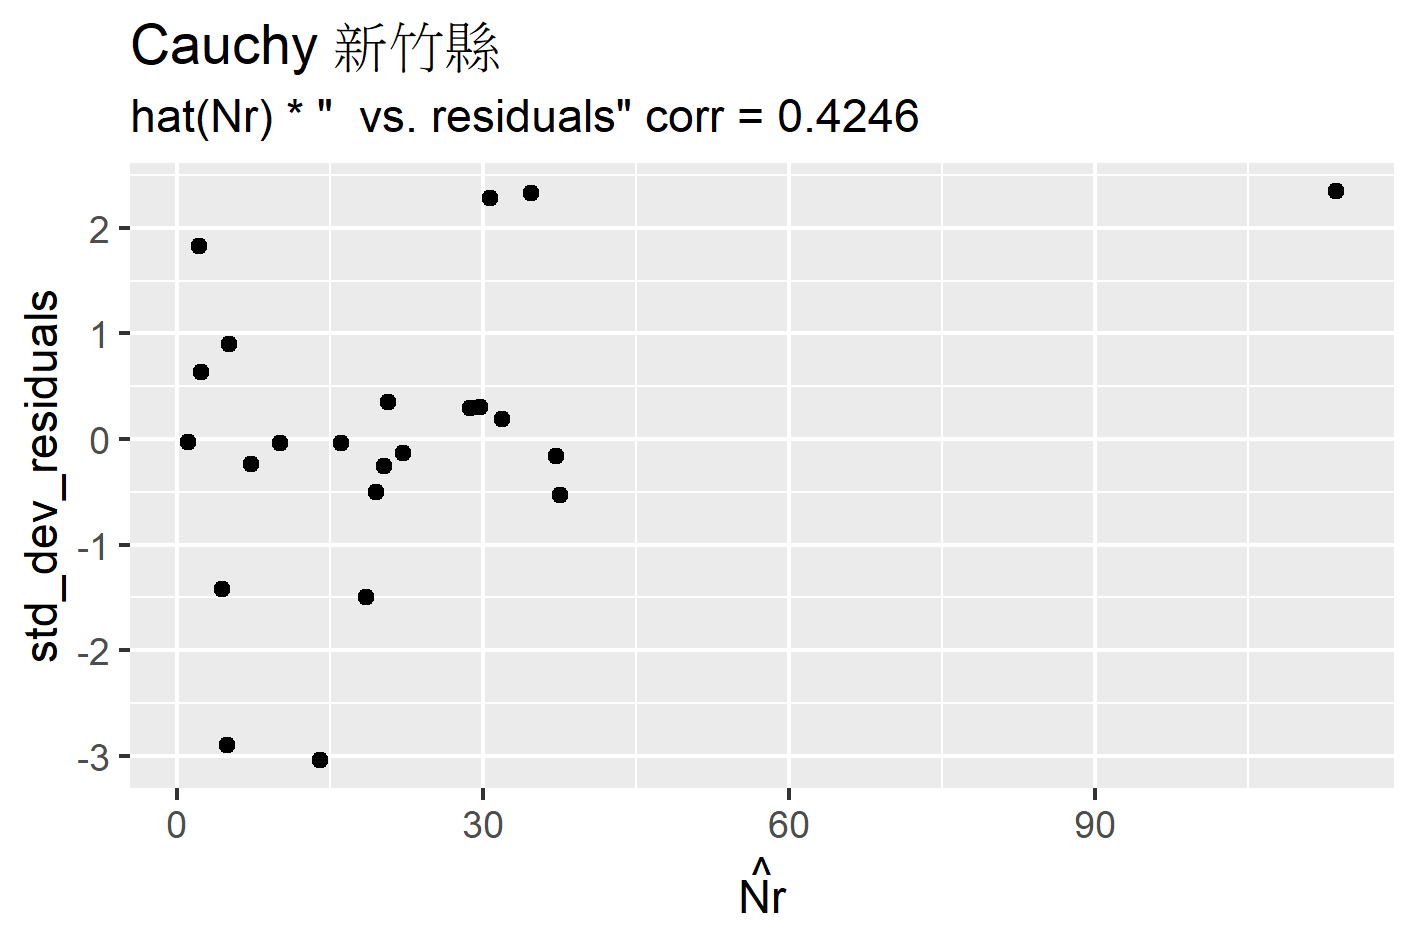 Cauchy 新竹縣
hat(Nr) * "  vs. residuals" corr = 0.4246
std_dev_residuals
2
1
0
-1
-2
-3
0 30 60 90
N̂r